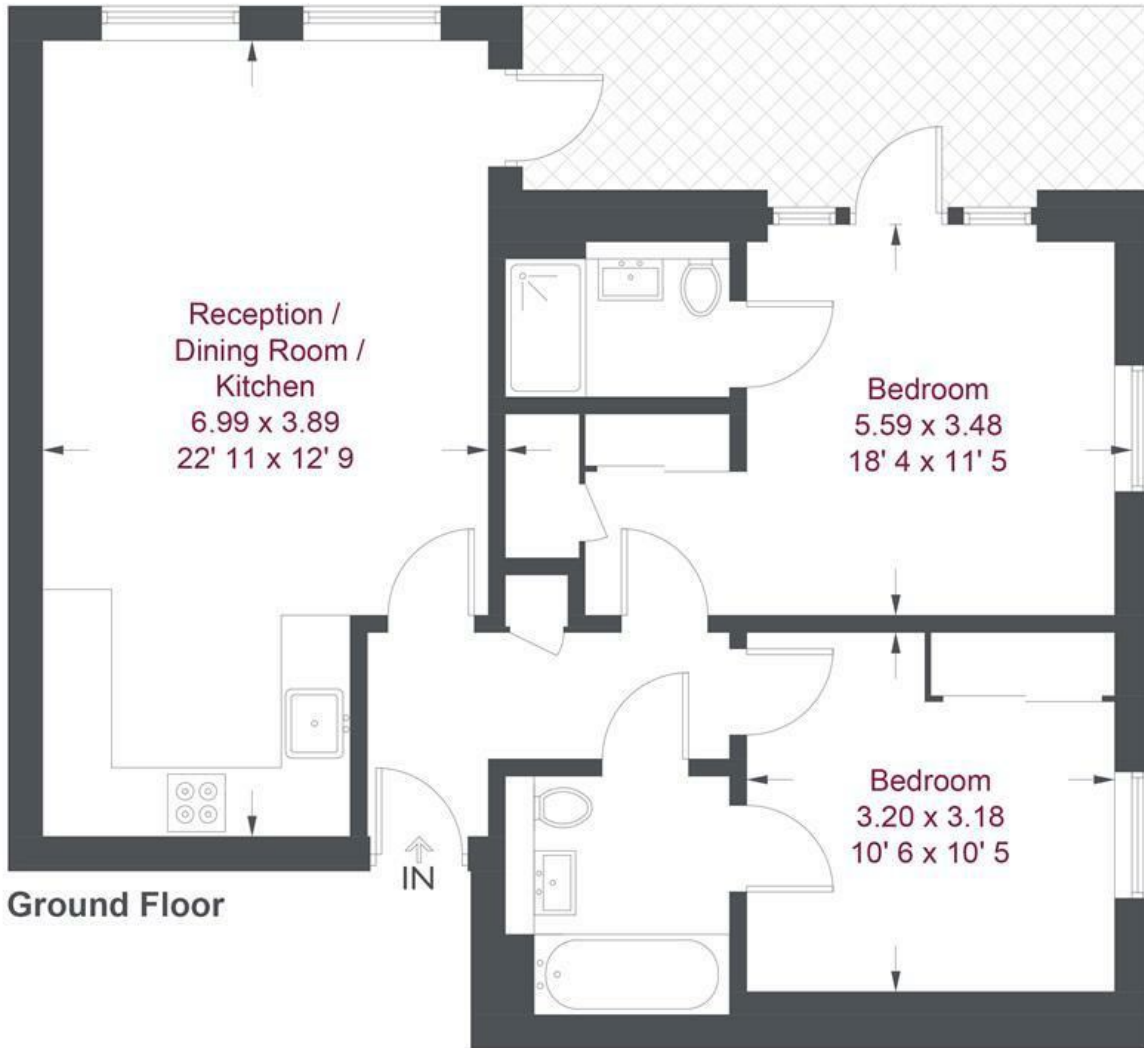 Reception /
Dining Room /
Kitchen
6.99 x 3.89
22' 11 x 12' 9
Bedroom
5.59 x 3.48
18' 4 x 11' 5
Bedroom
3.20 x 3.18
10' 6 x 10' 5
IN
Ground Floor